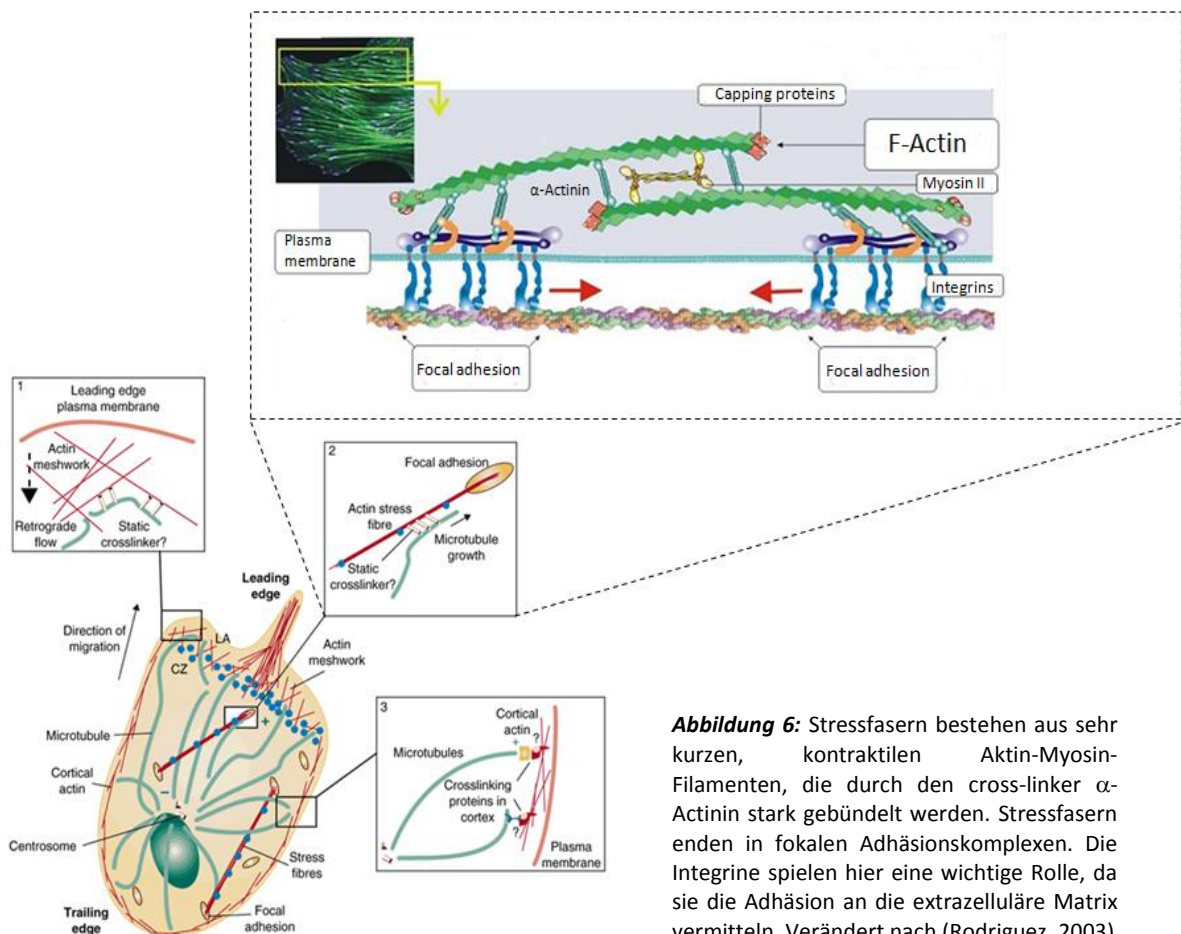 Capping proteins
F-Actin
α-Actinin
Myosin II
Plasma
membrane
Integrins
Focal adhesion
Focal adhesion
1
Leading edge
plasma membrane
Actin
meshwork
Retrograde
flow
Static
crosslinker?
2
Focal adhesion
Actin stress
fibre
Microtubule
growth
Static
crosslinker?
Leading
edge
Direction of
migration
LA
CZ
Actin
meshwork
+
Microtubule
Cortical
actin
–
Centrosome
Stress
fibres
Trailing
edge
Focal
adhesion
3
Cortical
actin
Microtubules
+
?
Crosslinking
proteins in
cortex
?
Plasma
membrane
Abbildung 6: Stressfasern bestehen aus sehr
kurzen, kontraktilen Aktin-Myosin-
Filamenten, die durch den cross-linker α-
Actinin stark gebündelt werden. Stressfasern
enden in fokalen Adhäsionskomplexen. Die
Integrine spielen hier eine wichtige Rolle, da
sie die Adhäsion an die extrazelluläre Matrix
vermitteln. Verändert nach (Rodriguez, 2003)